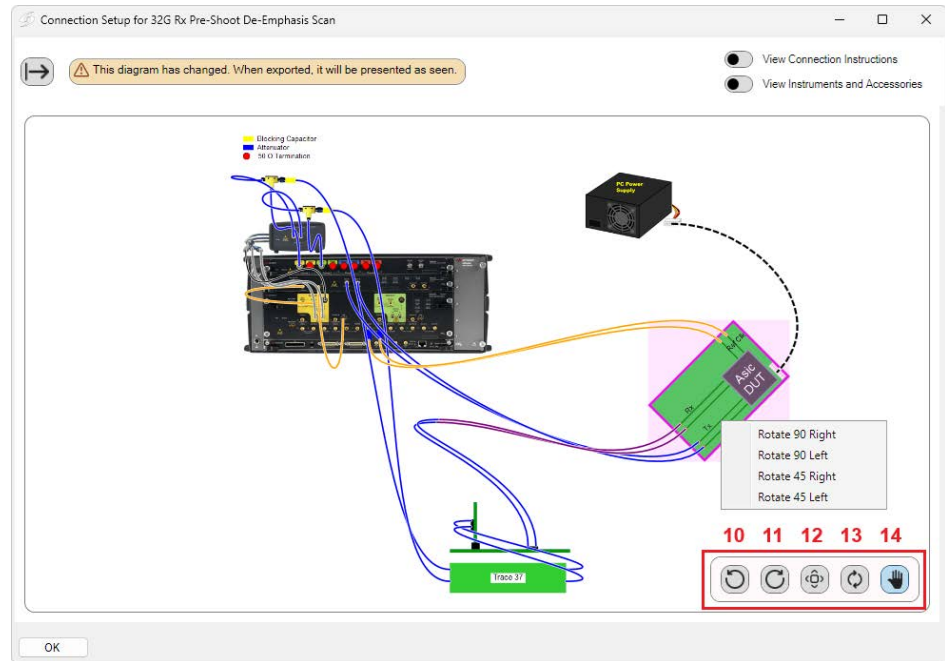 Connection Setup for 32G Rx Pre-Shoot De-Emphasis Scan
This diagram has changed. When exported, it will be presented as seen.
View Connection Instructions
View Instruments and Accessories
Blocking Capacitor
Attenuator
50 Ω Termination
PC Power
Supply
Ref Clk
Asic
DUT
Rx
Tx
Rotate 90 Right
Rotate 90 Left
Rotate 45 Right
Rotate 45 Left
10 11 12 13 14
Trace 37
OK